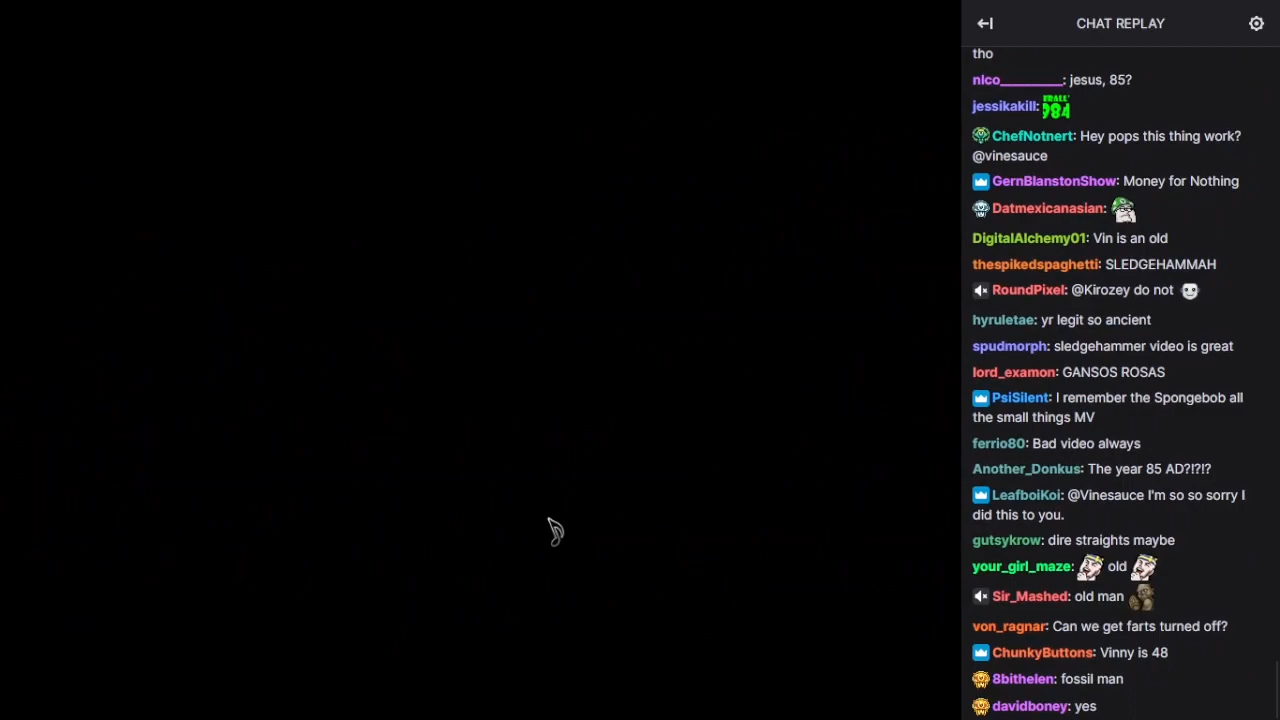 CHAT REPLAY
tho
nlco_________: jesus, 85?
jessikakill: 984
ChefNotnert: Hey pops this thing work?
@vinesauce
GernBlanstonShow: Money for Nothing
Datmexicanasian:
DigitalAlchemy01: Vin is an old
thespikedspaghetti: SLEDGEHAMMAH
RoundPixel: @Kirozey do not
hyruletae: yr legit so ancient
spudmorph: sledgehammer video is great
lord_examon: GANSOS ROSAS
PsiSilent: I remember the Spongebob all
the small things MV
ferrio80: Bad video always
Another_Donkus: The year 85 AD?!?!?
LeafboiKoi: @Vinesauce I'm so so sorry I
did this to you.
gutsykrow: dire straights maybe
your_girl_maze: old
Sir_Mashed: old man
von_ragnar: Can we get farts turned off?
ChunkyButtons: Vinny is 48
8bithelen: fossil man
davidboney: yes